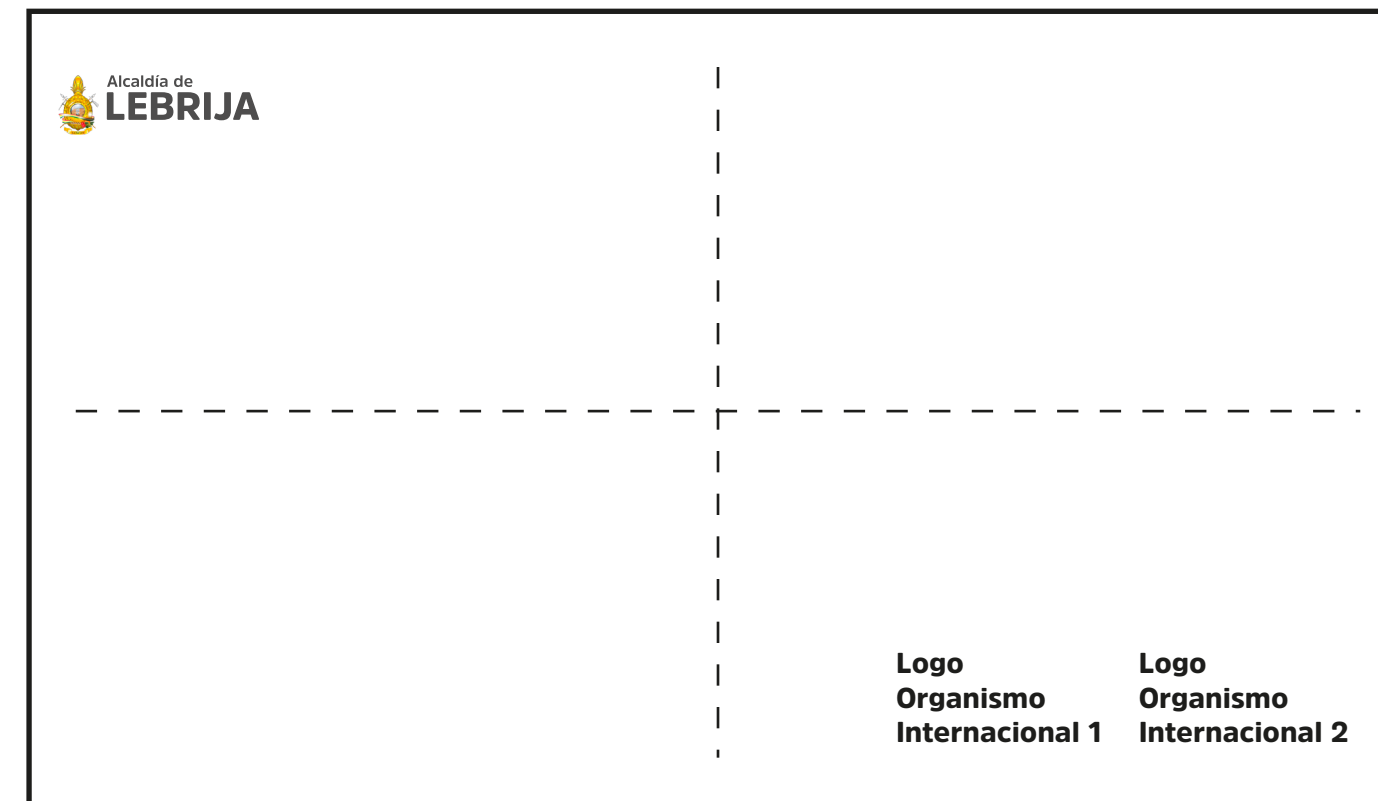 Alcaldía de
LEBRIJA
Logo
Organismo
Internacional 1
Logo
Organismo
Internacional 2